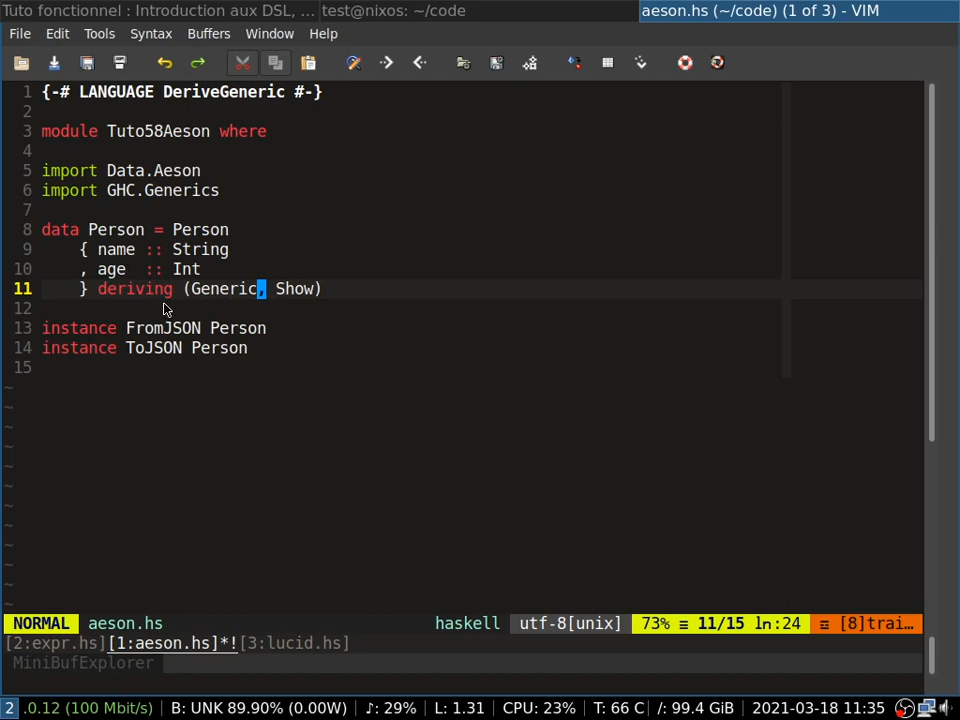 Tuto fonctionnel : Introduction aux DSL, ... test@nixos: ~/code aeson.hs (~/code) (1 of 3) - VIM
File Edit Tools Syntax Buffers Window Help
1 {-# LANGUAGE DeriveGeneric #-}
2
3 module Tuto58Aeson where
4
5 import Data.Aeson
6 import GHC.Generics
7
8 data Person = Person
9     { name :: String
10     , age  :: Int
11     } deriving (Generic, Show)
12
13 instance FromJSON Person
14 instance ToJSON Person
15
~
~
~
~
~
~
~
~
~
~
~
~
NORMAL aeson.hs haskell utf-8[unix] 73% ≡ 11/15 ln:24 ☲ [8]trai…
[2:expr.hs][1:aeson.hs]*![3:lucid.hs]
MiniBufExplorer
2 .0.12 (100 Mbit/s) B: UNK 89.90% (0.00W) ♪: 29% L: 1.31 CPU: 23% T: 66 C /: 99.4 GiB 2021-03-18 11:35